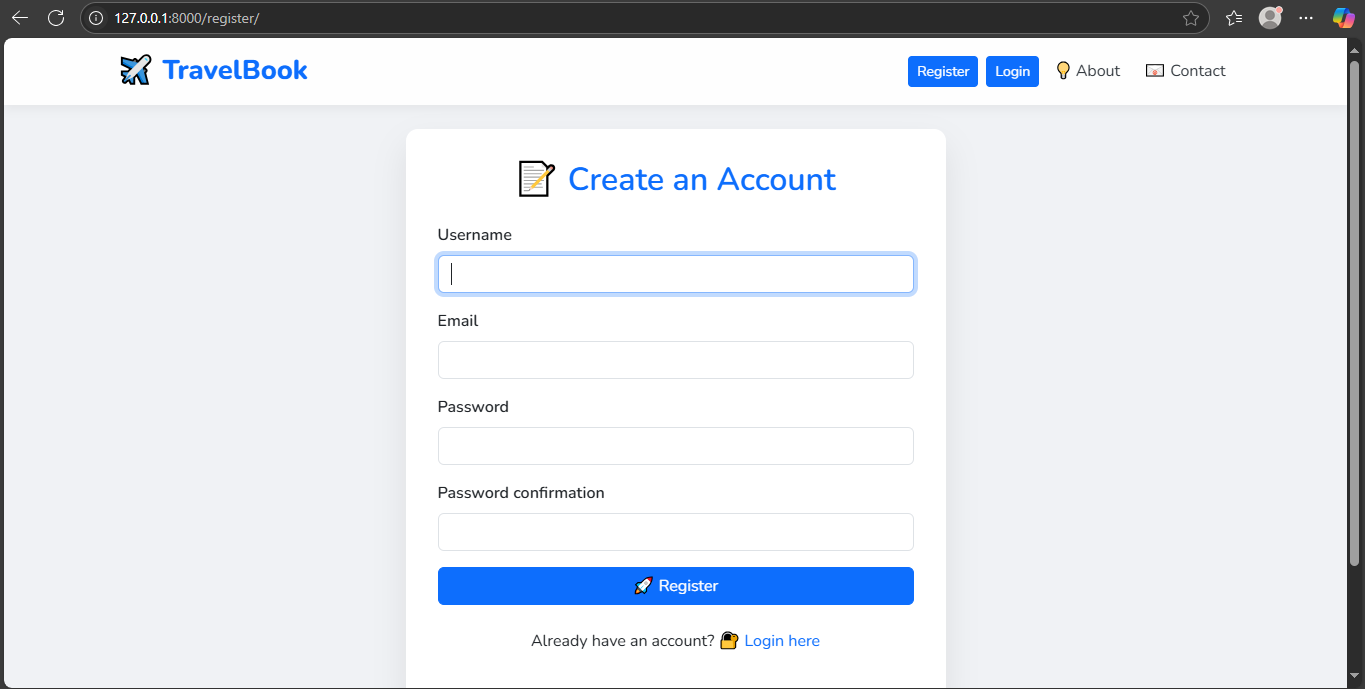 127.0.0.1:8000/register/
TravelBook
Register Login About Contact
Create an Account
Username
Email
Password
Password confirmation
Register
Already have an account? Login here